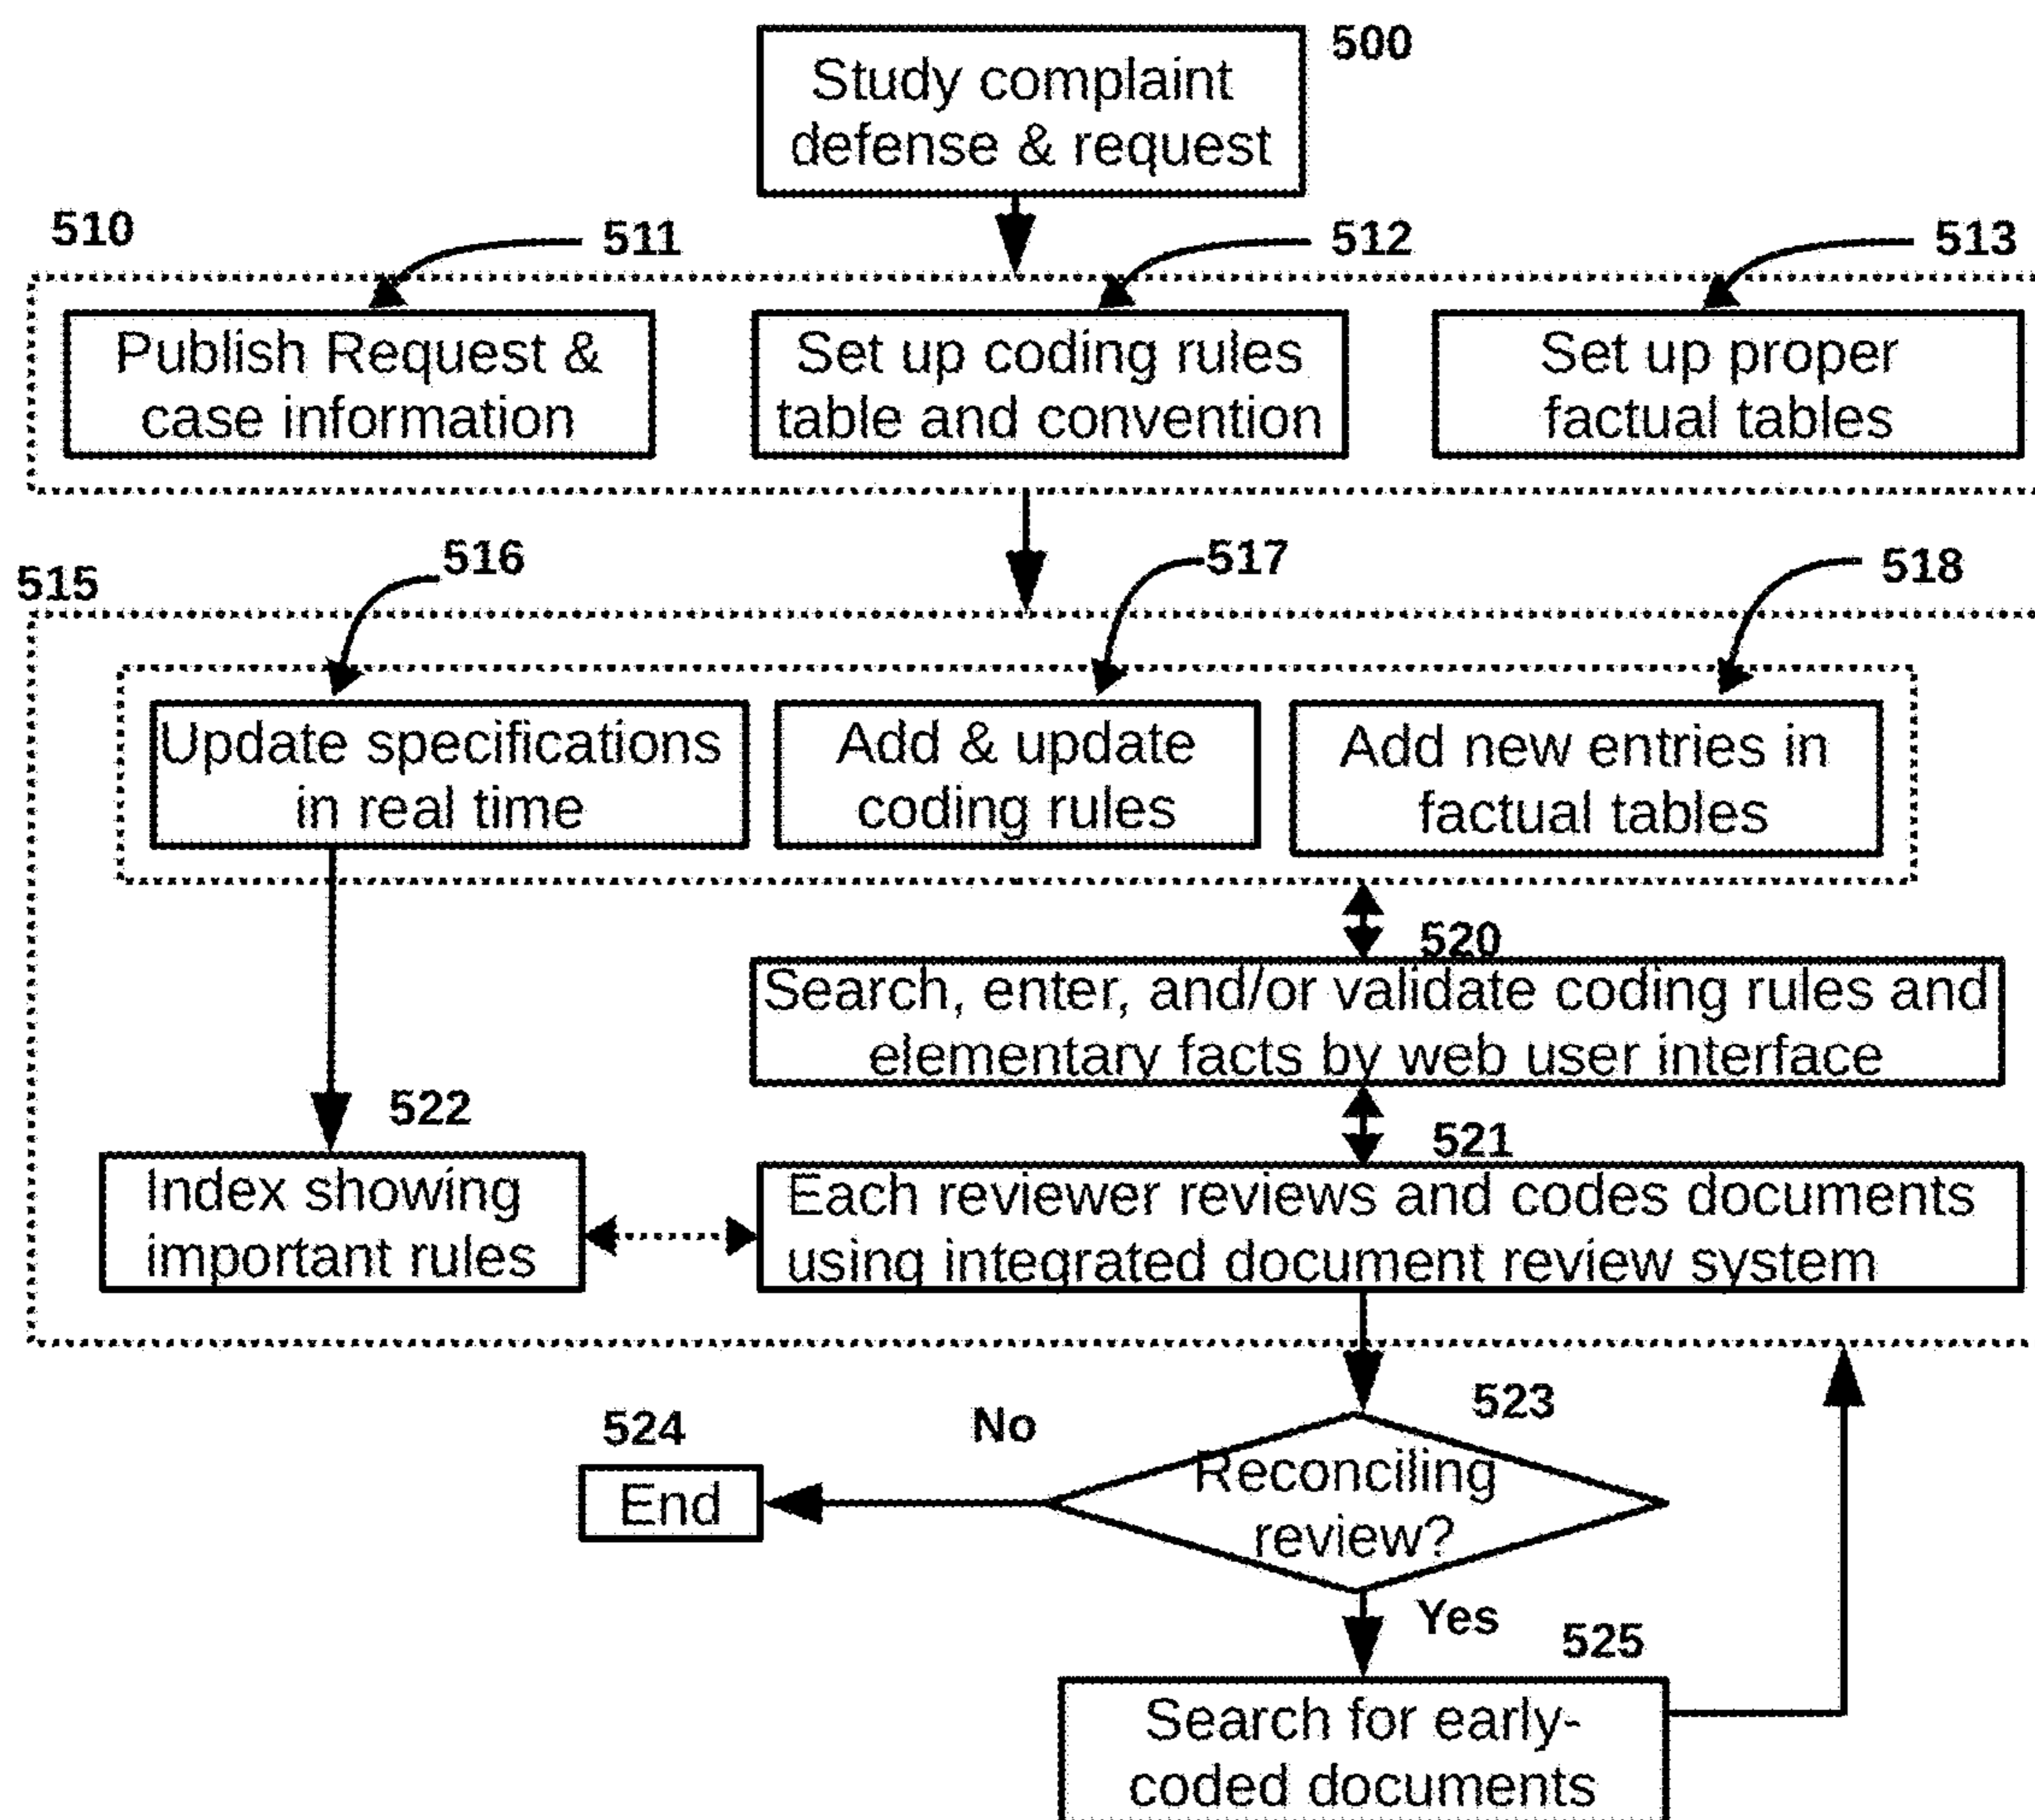 500
Study complaint
defense & request
510
511
512
513
Publish Request &
case information
Set up coding rules
table and convention
Set up proper
factual tables
515
516
517
518
Update specifications
in real time
Add & update
coding rules
Add new entries in
factual tables
520
Search, enter, and/or validate coding rules and
elementary facts by web user interface
522
521
Index showing
important rules
Each reviewer reviews and codes documents
using integrated document review system
523
524
No
Reconciling
review?
End
Yes
525
Search for early-
coded documents